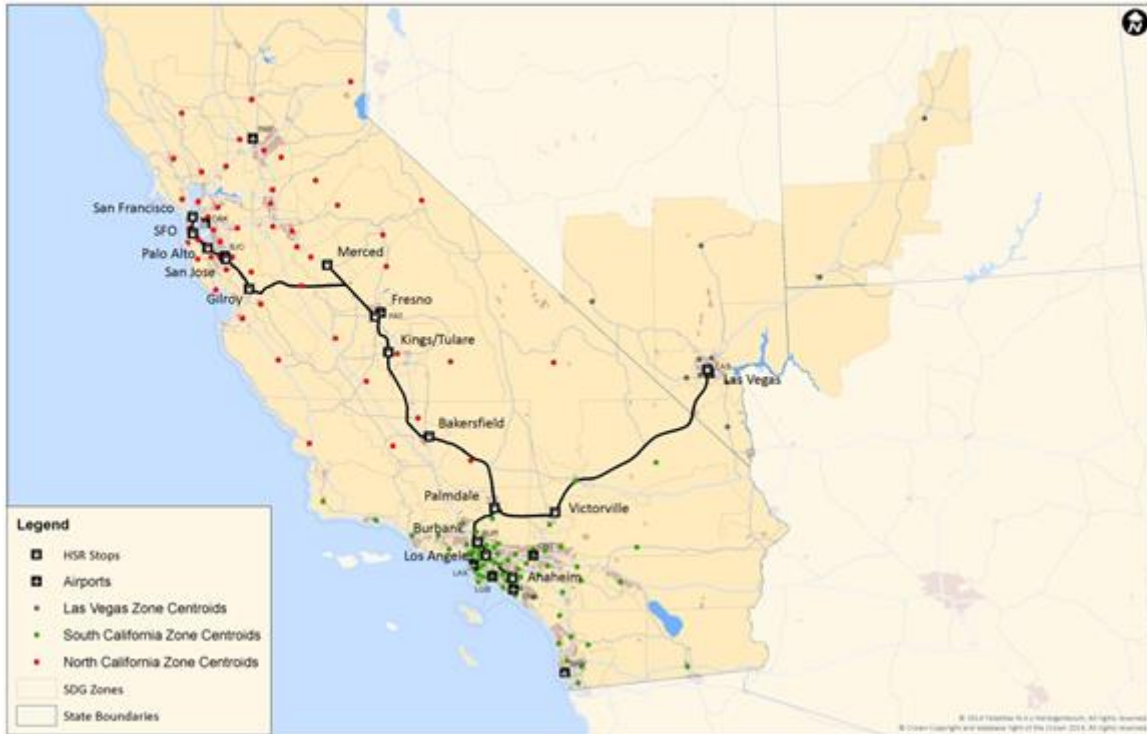 San Francisco
SFO
Palo Alto
San Jose
Gilroy
Merced
Fresno
Kings/Tulare
Bakersfield
Las Vegas
Palmdale
Victorville
Burbank
Los Angele
Anaheim
LAX
Legend
HSR Stops
Airports
Las Vegas Zone Centroids
South California Zone Centroids
North California Zone Centroids
SDG Zones
State Boundaries